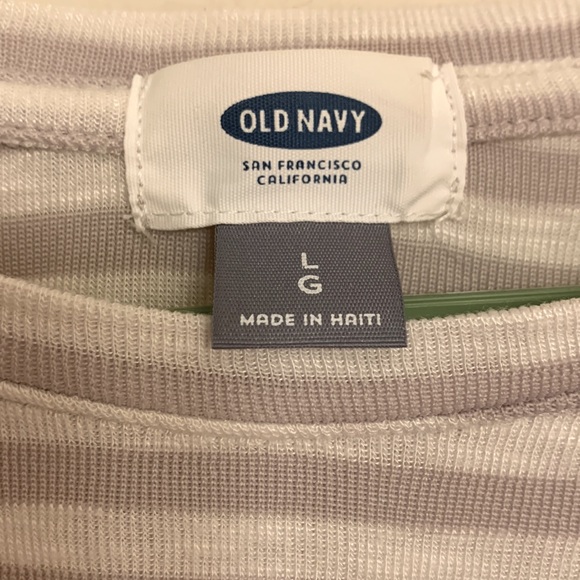 OLD NAVY
SAN FRANCISCO
CALIFORNIA
L
G
MADE IN HAITI